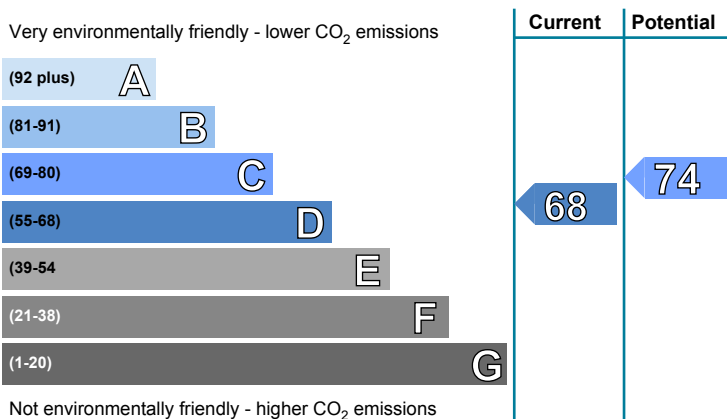 Very environmentally friendly - lower CO2 emissions
Current
Potential
(92 plus) A
(81-91) B
(69-80) C
(55-68) D
(39-54 E
(21-38) F
(1-20) G
68
74
Not environmentally friendly - higher CO2 emissions